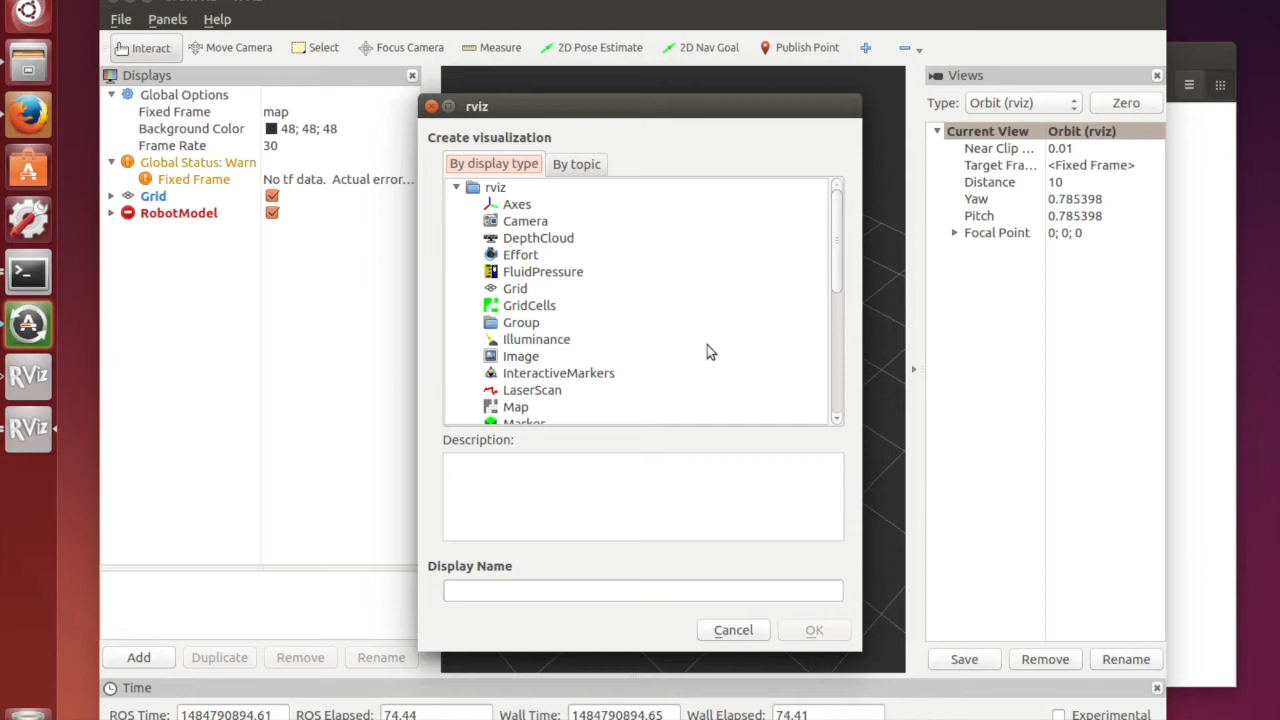 File Panels Help
Interact Move Camera Select Focus Camera Measure 2D Pose Estimate 2D Nav Goal Publish Point
Displays
Global Options
Fixed Frame map
Background Color 48; 48; 48
Frame Rate 30
Global Status: Warn
Fixed Frame No tf data. Actual error...
Grid
RobotModel
Add Duplicate Remove Rename
rviz
Create visualization
By display type By topic
rviz
Axes
Camera
DepthCloud
Effort
FluidPressure
Grid
GridCells
Group
Illuminance
Image
InteractiveMarkers
LaserScan
Map
Marker
Description:
Display Name
Cancel OK
Views
Type: Orbit (rviz) Zero
Current View Orbit (rviz)
Near Clip ... 0.01
Target Fra... <Fixed Frame>
Distance 10
Yaw 0.785398
Pitch 0.785398
Focal Point 0; 0; 0
Save Remove Rename
Time
ROS Time: 1484790894.61 ROS Elapsed: 74.44 Wall Time: 1484790894.65 Wall Elapsed: 74.41 Experimental
RViz
RViz